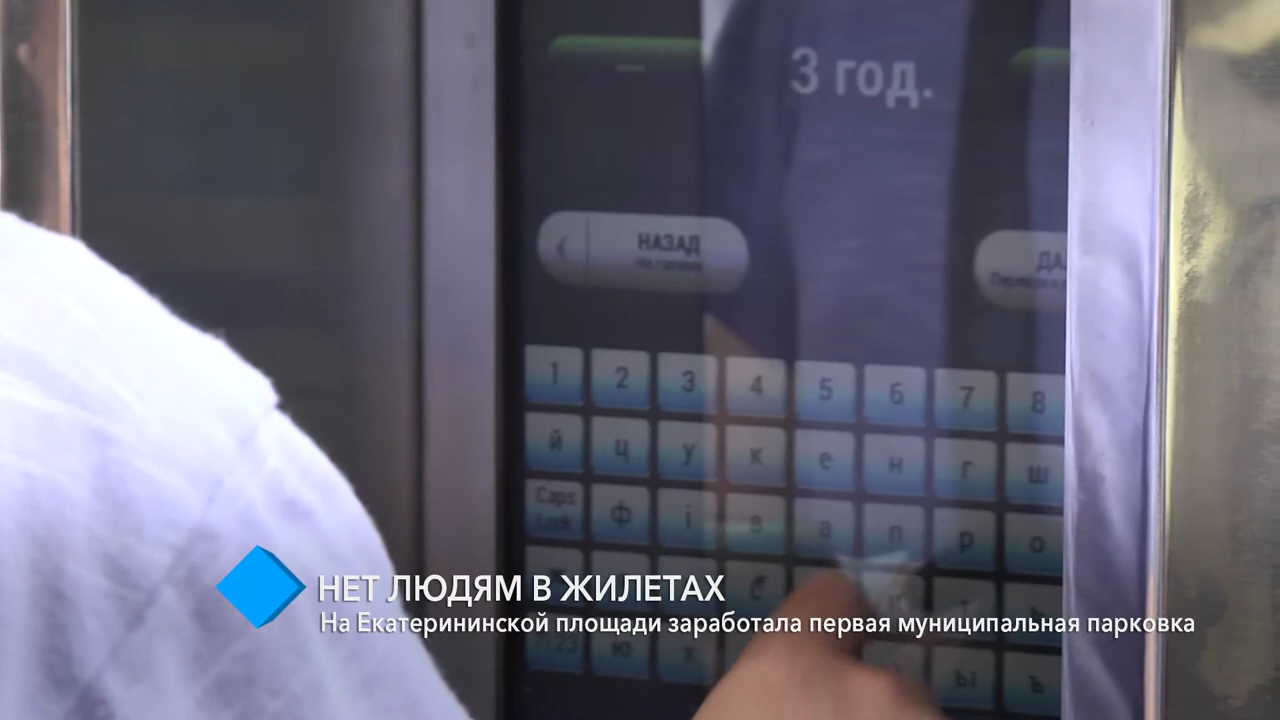 3 год.
НАЗАД
1 2 3 4 5 6 7 8
й ц у к е н г ш
Caps Lock ф і в а п р о
НЕТ ЛЮДЯМ В ЖИЛЕТАХ
На Екатерининской площади заработала первая муниципальная парковка
ю ы ъ